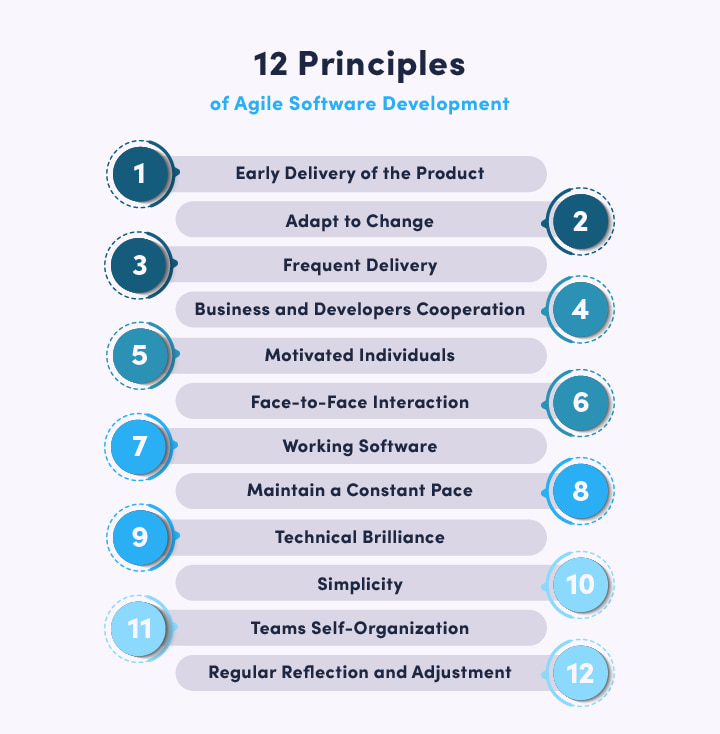 12 Principles
of Agile Software Development
1 Early Delivery of the Product
Adapt to Change 2
3 Frequent Delivery
Business and Developers Cooperation 4
5 Motivated Individuals
Face-to-Face Interaction 6
7 Working Software
Maintain a Constant Pace 8
9 Technical Brilliance
Simplicity 10
11 Teams Self-Organization
Regular Reflection and Adjustment 12